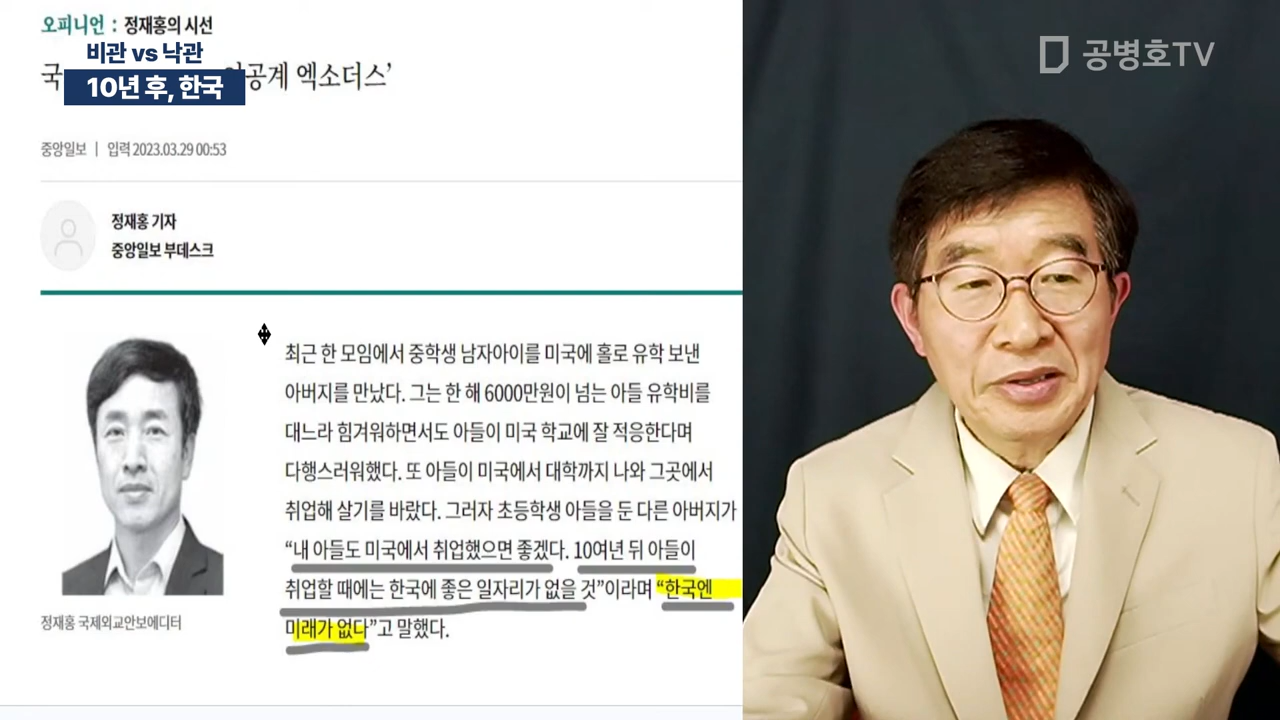 오피니언 : 정재홍의 시선
비관 vs 낙관
국
10년 후, 한국
공계 엑소더스’
중앙일보 | 입력 2023.03.29 00:53
정재홍 기자
중앙일보 부데스크
최근 한 모임에서 중학생 남자아이를 미국에 홀로 유학 보낸
아버지를 만났다. 그는 한 해 6000만원이 넘는 아들 유학비를
대느라 힘겨워하면서도 아들이 미국 학교에 잘 적응한다며
다행스러워했다. 또 아들이 미국에서 대학까지 나와 그곳에서
취업해 살기를 바랐다. 그러자 초등학생 아들을 둔 다른 아버지가
“내 아들도 미국에서 취업했으면 좋겠다. 10여년 뒤 아들이
취업할 때에는 한국에 좋은 일자리가 없을 것”이라며 “한국엔
미래가 없다”고 말했다.
정재홍 국제외교안보에디터
공병호TV